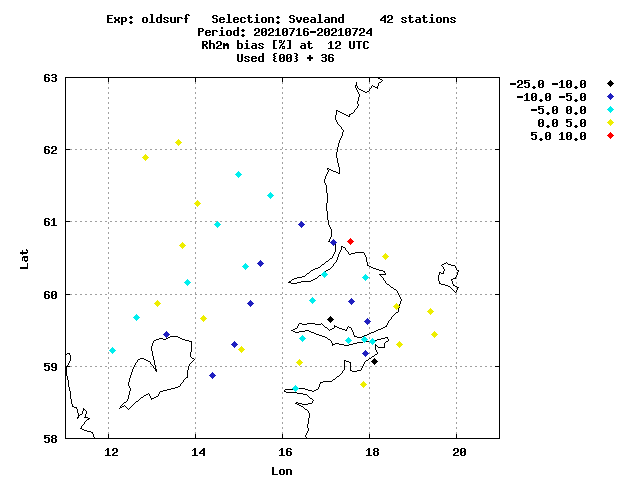 Exp: oldsurf   Selection: Svealand     42 stations
Period: 20210716-20210724
Rh2m bias [%] at  12 UTC
Used {00} + 36
63
62
61
60
59
58
12
14
16
18
20
Lat
Lon
-25.0 -10.0
-10.0 -5.0
-5.0 0.0
0.0 5.0
5.0 10.0